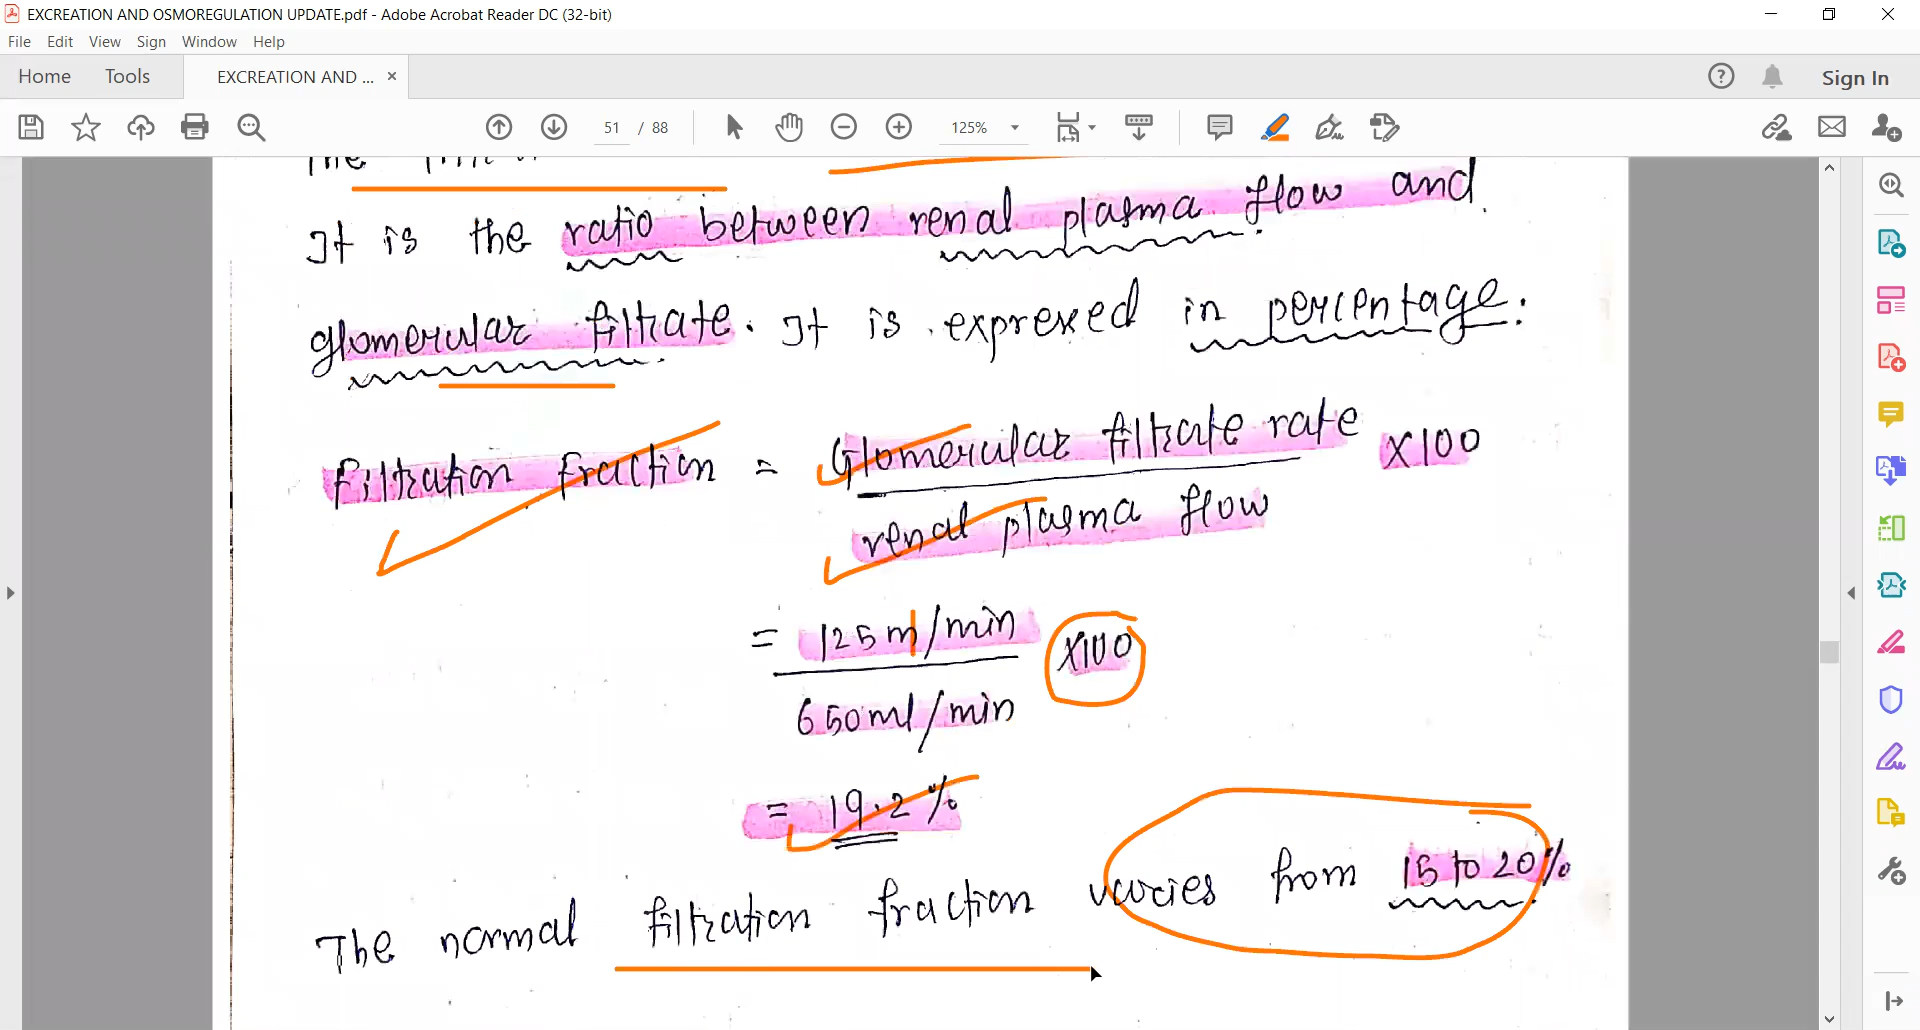 EXCREATION AND OSMOREGULATION UPDATE.pdf - Adobe Acrobat Reader DC (32-bit)
File Edit View Sign Window Help
Home Tools EXCREATION AND ... × Sign In
51 / 88 125%
The
It is the ratio between renal plasma flow and
glomerular filtrate. It is expressed in percentage.
Filtration fraction = Glomerular filtrate rate X100
renal plasma flow
= 125 ml/min X100
650ml/min
= 19.2%
The normal filtration fraction varies from 15 to 20%